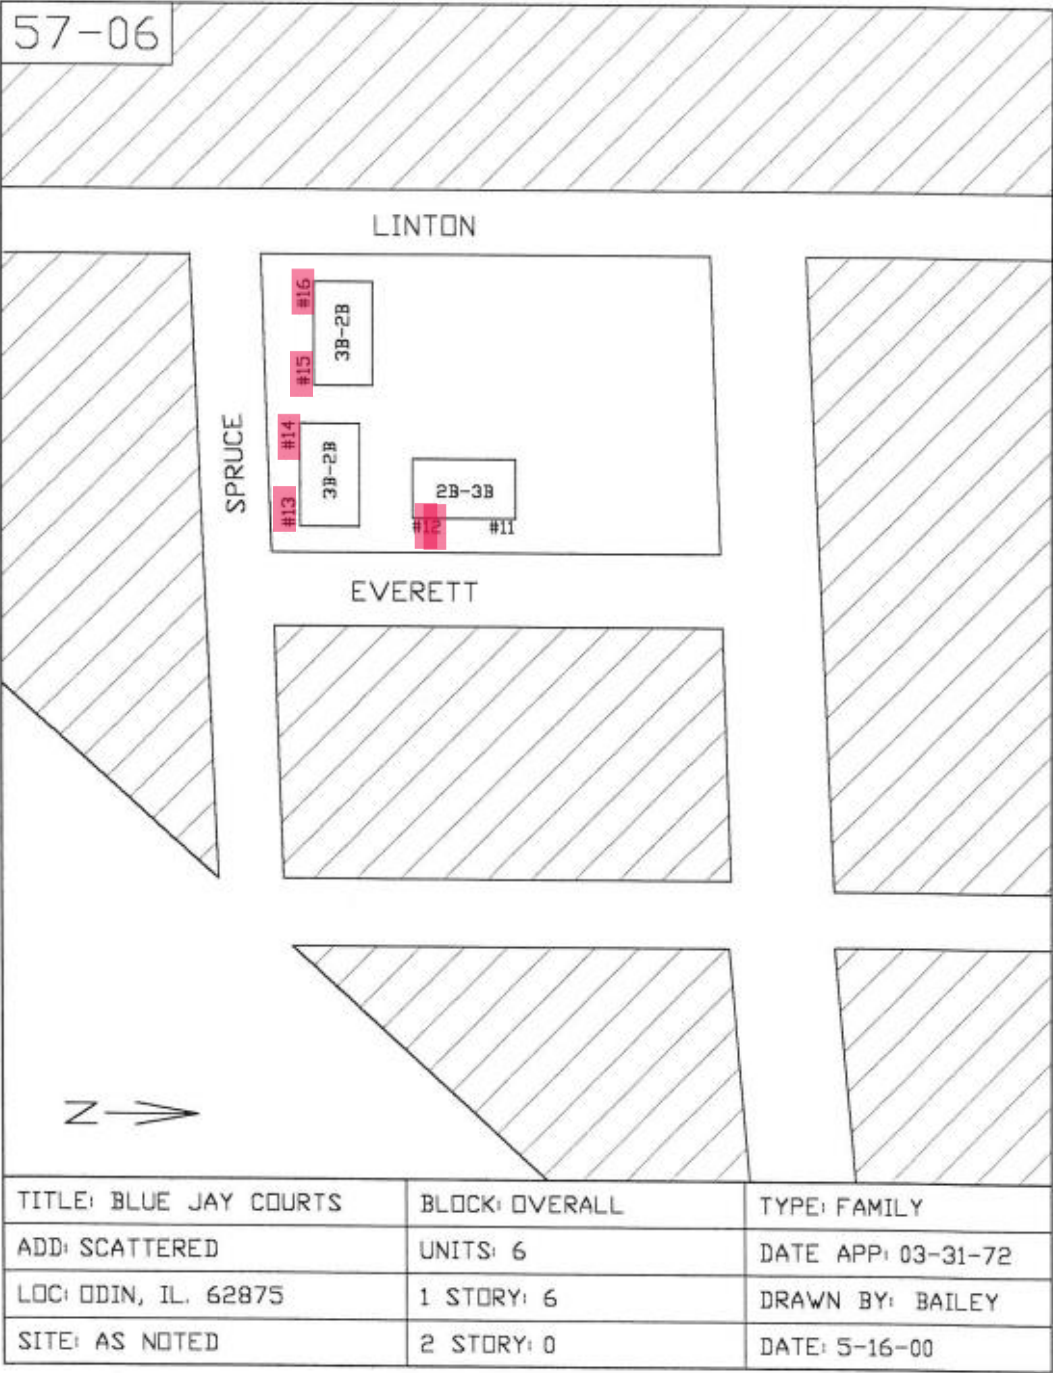 57-06
LINTON
#16
3B-2B
#15
SPRUCE
#14
3B-2B
#13
2B-3B
#12
#11
EVERETT
N
TITLE: BLUE JAY COURTS
BLOCK: OVERALL
TYPE: FAMILY
ADD: SCATTERED
UNITS: 6
DATE APP: 03-31-72
LOC: ODIN, IL. 62875
1 STORY: 6
DRAWN BY: BAILEY
SITE: AS NOTED
2 STORY: 0
DATE: 5-16-00